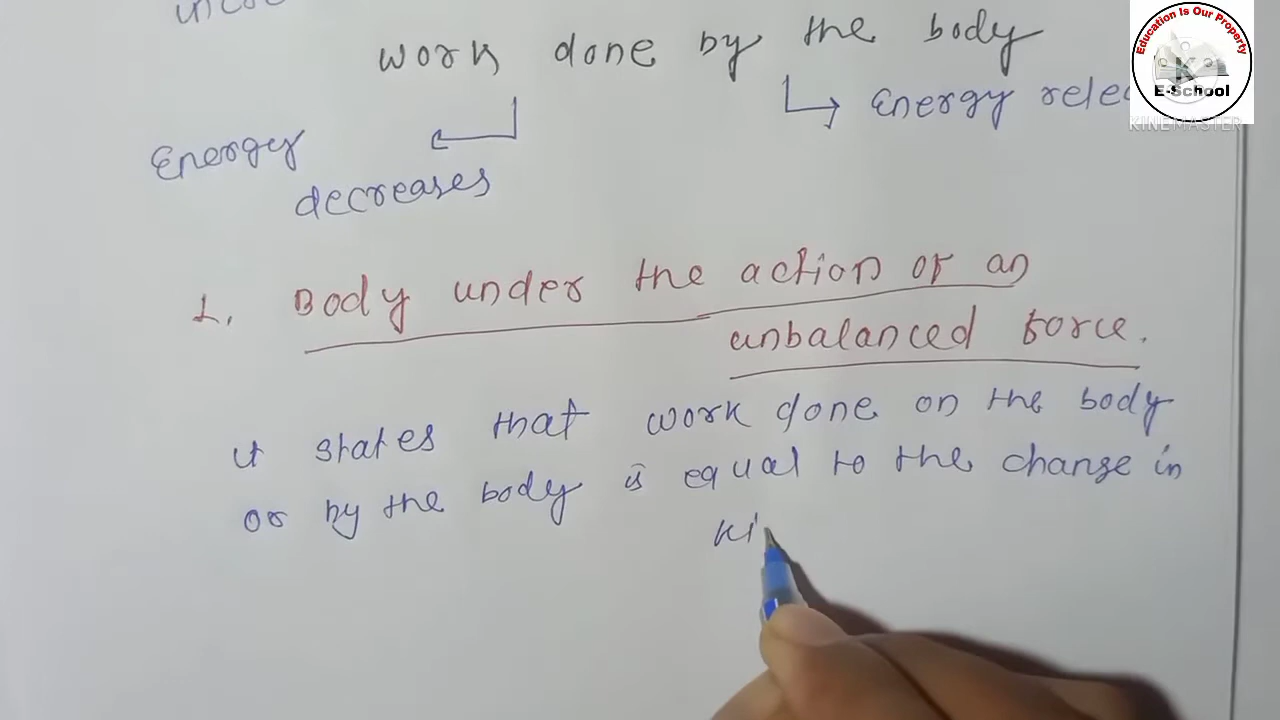 work done by the body
Energy
Energy decreases
1. Body under the action of an
unbalanced force.
it states that work done on the body
or by the body is equal to the change in
ki
Education Is Our Property
K
E-School
KINEMASTER